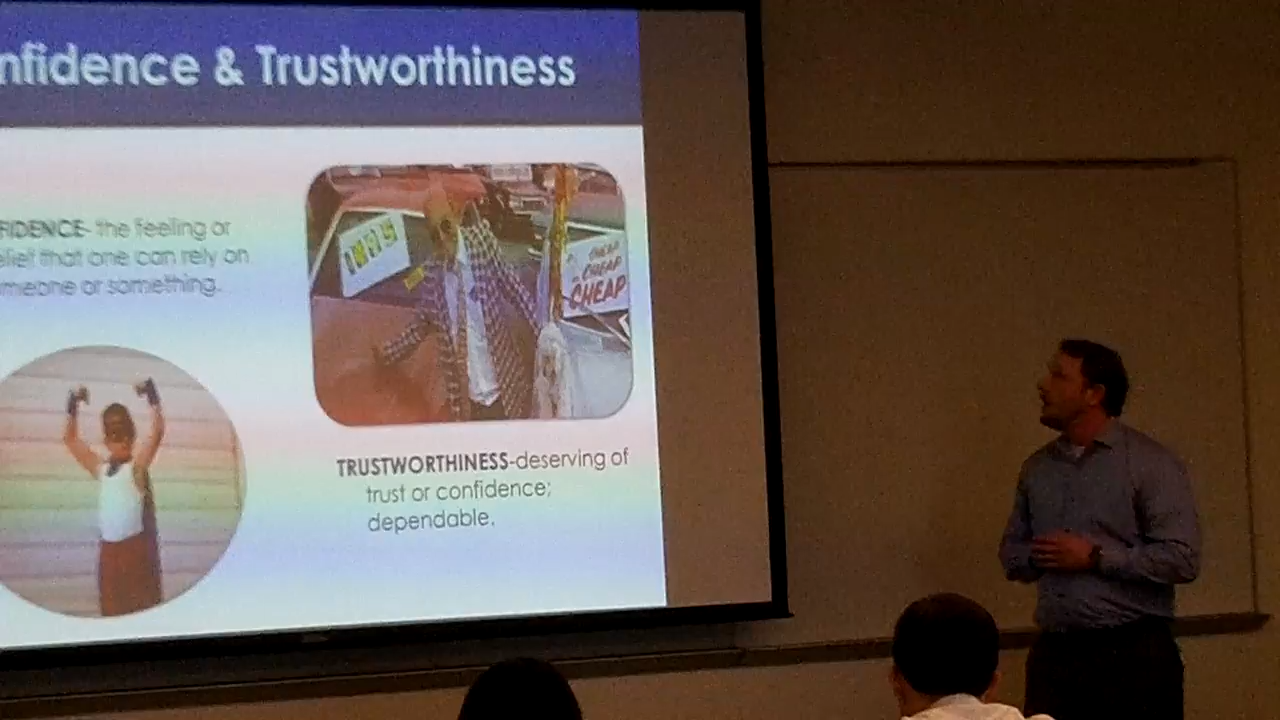 nfidence & Trustworthiness
FIDENCE- the feeling or
elief that one can rely on
meone or something.
CHEAP
CHEAP
CHEAP
TRUSTWORTHINESS-deserving of
trust or confidence;
dependable.